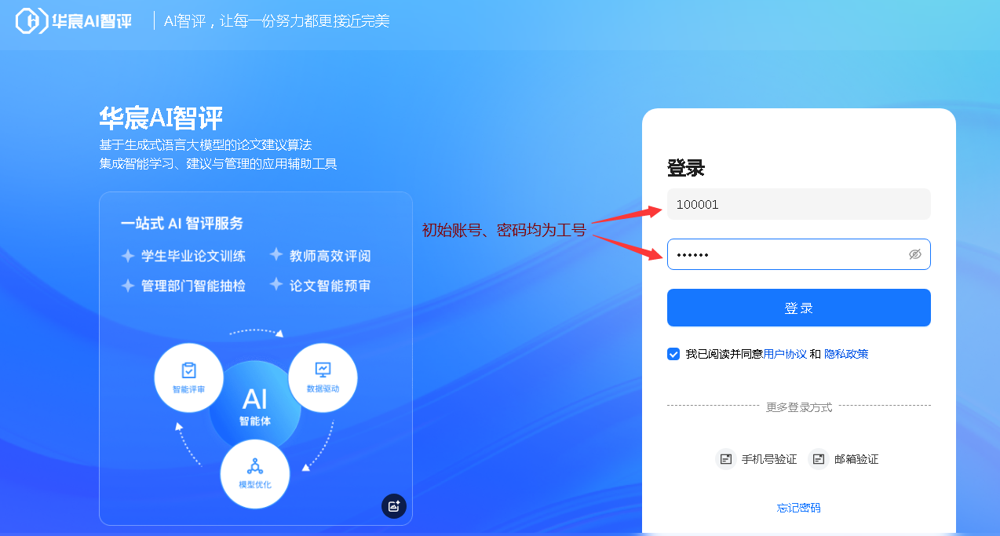 华宸AI智评
AI智评，让每一份努力都更接近完美
华宸AI智评
基于生成式语言大模型的论文建议算法
集成智能学习、建议与管理的应用辅助工具
一站式 AI 智评服务
学生毕业论文训练
教师高效评阅
管理部门智能抽检
论文智能预审
智能评审
数据驱动
AI
智能体
模型优化
初始账号、密码均为工号
登录
100001
••••••
登 录
我已阅读并同意用户协议 和 隐私政策
更多登录方式
手机号验证
邮箱验证
忘记密码